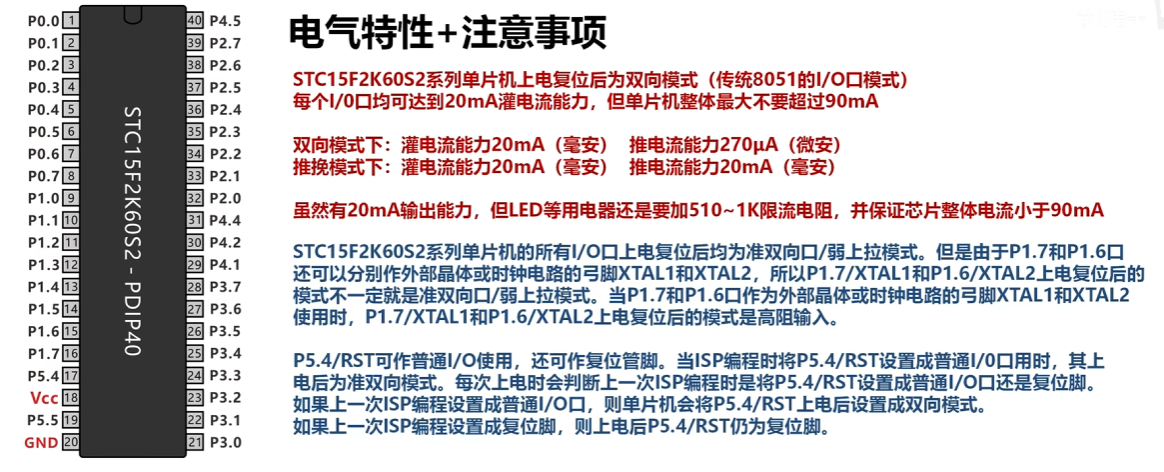 电气特性+注意事项
STC15F2K60S2系列单片机上电复位后为双向模式（传统8051的I/O口模式）
每个I/0口均可达到20mA灌电流能力，但单片机整体最大不要超过90mA
双向模式下：灌电流能力20mA（毫安） 推电流能力270μA（微安）
推挽模式下：灌电流能力20mA（毫安） 推电流能力20mA（毫安）
虽然有20mA输出能力，但LED等用电器还是要加510~1K限流电阻，并保证芯片整体电流小于90mA
STC15F2K60S2系列单片机的所有I/O口上电复位后均为准双向口/弱上拉模式。但是由于P1.7和P1.6口
还可以分别作外部晶体或时钟电路的弓脚XTAL1和XTAL2，所以P1.7/XTAL1和P1.6/XTAL2上电复位后的
模式不一定就是准双向口/弱上拉模式。当P1.7和P1.6口作为外部晶体或时钟电路的弓脚XTAL1和XTAL2
使用时，P1.7/XTAL1和P1.6/XTAL2上电复位后的模式是高阻输入。
P5.4/RST可作普通I/O使用，还可作复位管脚。当ISP编程时将P5.4/RST设置成普通I/0口用时，其上
电后为准双向模式。每次上电时会判断上一次ISP编程时是将P5.4/RST设置成普通I/O口还是复位脚。
如果上一次ISP编程设置成普通I/O口，则单片机会将P5.4/RST上电后设置成双向模式。
如果上一次ISP编程设置成复位脚，则上电后P5.4/RST仍为复位脚。
STC15F2K60S2 - PDIP40
P0.0 1 40 P4.5
P0.1 2 39 P2.7
P0.2 3 38 P2.6
P0.3 4 37 P2.5
P0.4 5 36 P2.4
P0.5 6 35 P2.3
P0.6 7 34 P2.2
P0.7 8 33 P2.1
P1.0 9 32 P2.0
P1.1 10 31 P4.4
P1.2 11 30 P4.2
P1.3 12 29 P4.1
P1.4 13 28 P3.7
P1.5 14 27 P3.6
P1.6 15 26 P3.5
P1.7 16 25 P3.4
P5.4 17 24 P3.3
Vcc 18 23 P3.2
P5.5 19 22 P3.1
GND 20 21 P3.0